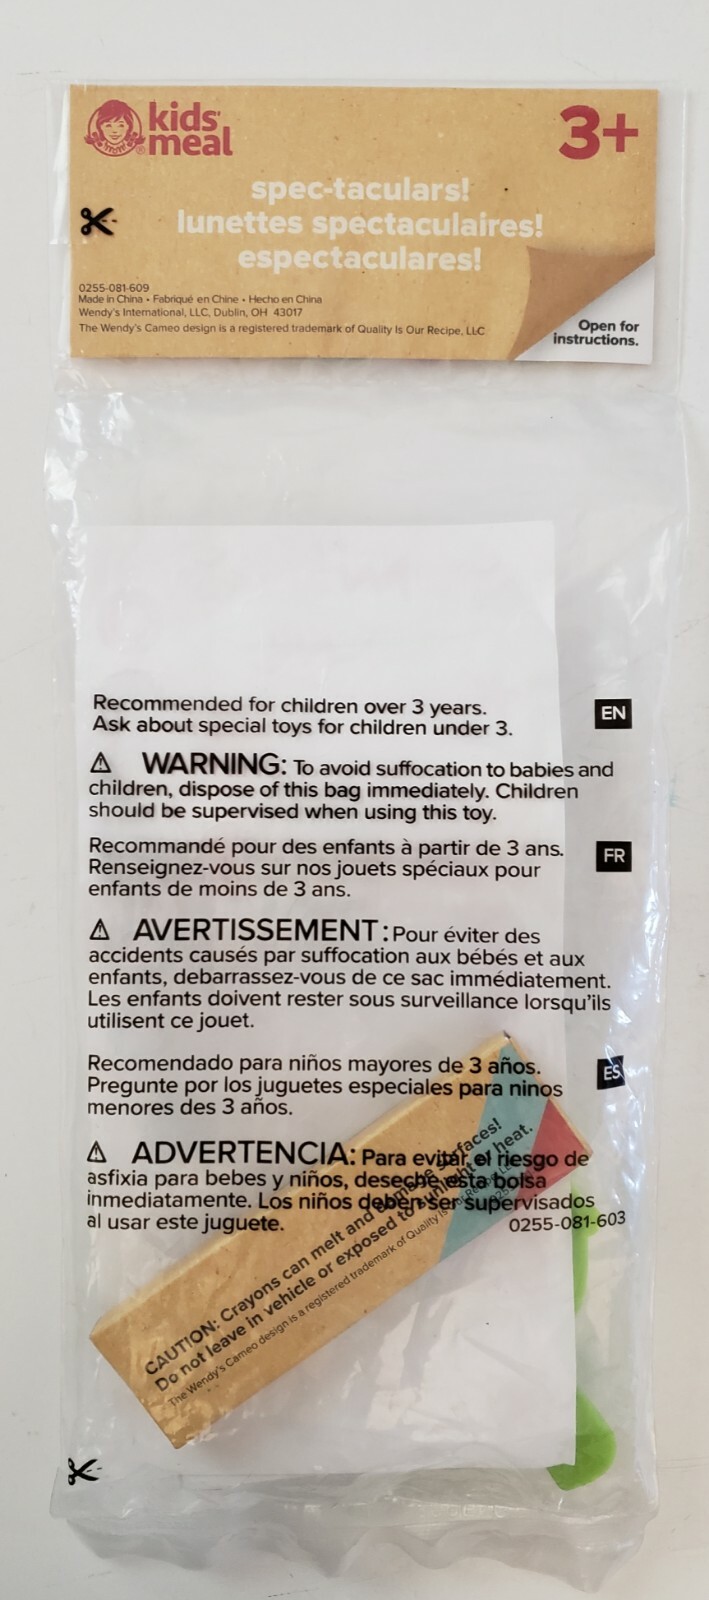 kids'
meal
3+
spec-taculars!
lunettes spectaculaires!
espectaculares!
0255-081-609
Made in China • Fabriqué en Chine • Hecho en China
Wendy's International, LLC, Dublin, OH 43017
The Wendy's Cameo design is a registered trademark of Quality Is Our Recipe, LLC
Open for
instructions.
Recommended for children over 3 years.
Ask about special toys for children under 3.
EN
⚠ WARNING: To avoid suffocation to babies and
children, dispose of this bag immediately. Children
should be supervised when using this toy.
Recommandé pour des enfants à partir de 3 ans.
Renseignez-vous sur nos jouets spéciaux pour
enfants de moins de 3 ans.
FR
⚠ AVERTISSEMENT: Pour éviter des
accidents causés par suffocation aux bébés et aux
enfants, debarrassez-vous de ce sac immédiatement.
Les enfants doivent rester sous surveillance lorsqu'ils
utilisent ce jouet.
Recomendado para niños mayores de 3 años.
Pregunte por los juguetes especiales para ninos
menores des 3 años.
ES
⚠ ADVERTENCIA: Para evitar el riesgo de
asfixia para bebes y niños, deseche esta bolsa
inmediatamente. Los niños deben ser supervisados
al usar este juguete.
0255-081-603
CAUTION: Crayons can melt and damage surfaces!
Do not leave in vehicle or exposed to sunlight or heat.
The Wendy's Cameo design is a registered trademark of Quality Is Our Recipe